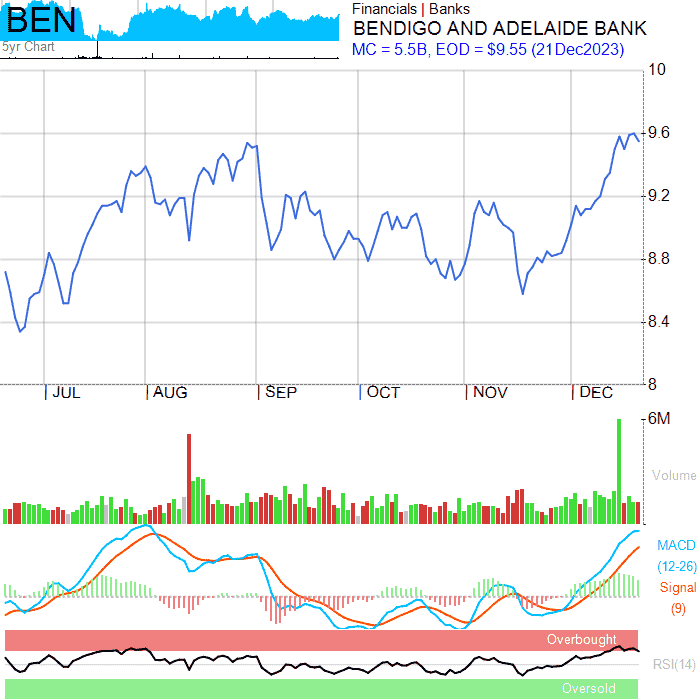 BEN
5yr Chart
Financials | Banks
BENDIGO AND ADELAIDE BANK
MC = 5.5B, EOD = $9.55 (21Dec2023)
10
9.6
9.2
8.8
8.4
8
JUL AUG SEP OCT NOV DEC
6M
Volume
MACD
(12-26)
Signal
(9)
Overbought
RSI(14)
Oversold